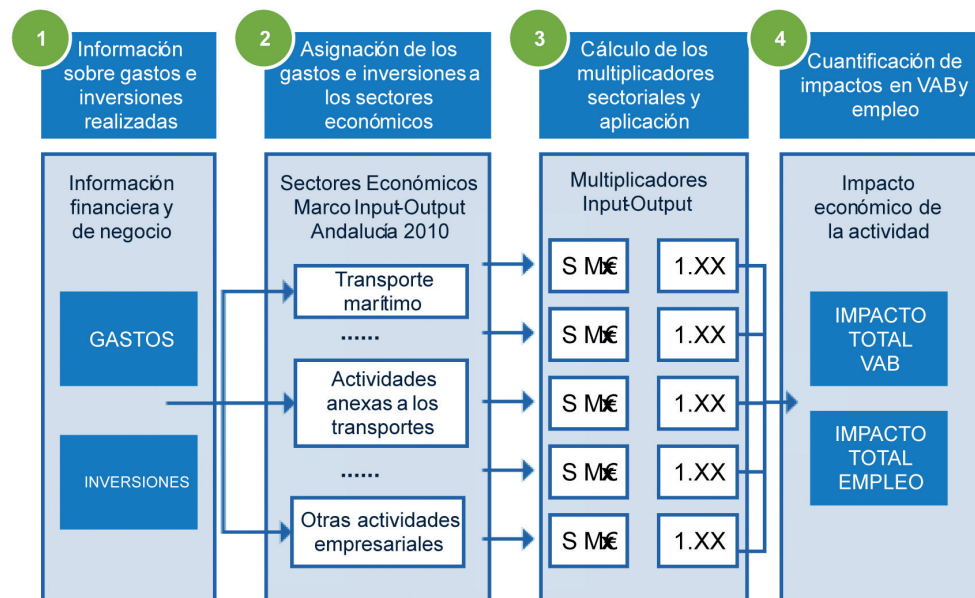 1
Información
sobre gastos e
inversiones
realizadas
2
Asignación de los
gastos e inversiones a
los sectores
económicos
3
Cálculo de los
multiplicadores
sectoriales y
aplicación
4
Cuantificación de
impactos en VAB y
empleo
Información
financiera y
de negocio
GASTOS
INVERSIONES
Sectores Económicos
Marco Input-Output
Andalucía 2010
Transporte
marítimo
......
Actividades
anexas a los
transportes
......
Otras actividades
empresariales
Multiplicadores
Input-Output
S M€ 1.XX
S M€ 1.XX
S M€ 1.XX
S M€ 1.XX
S M€ 1.XX
Impacto
económico de
la actividad
IMPACTO
TOTAL
VAB
IMPACTO
TOTAL
EMPLEO